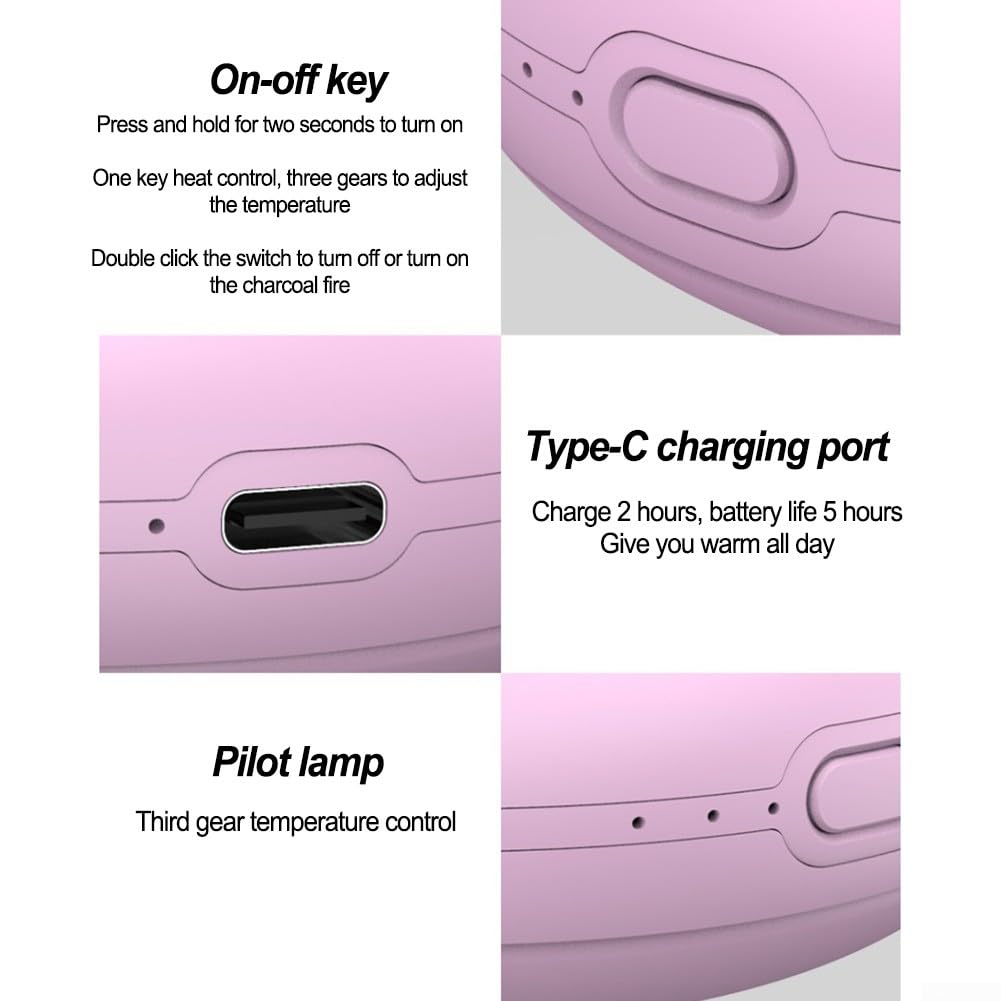 On-off key
Press and hold for two seconds to turn on
One key heat control, three gears to adjust
the temperature
Double click the switch to turn off or turn on
the charcoal fire
Type-C charging port
Charge 2 hours, battery life 5 hours
Give you warm all day
Pilot lamp
Third gear temperature control